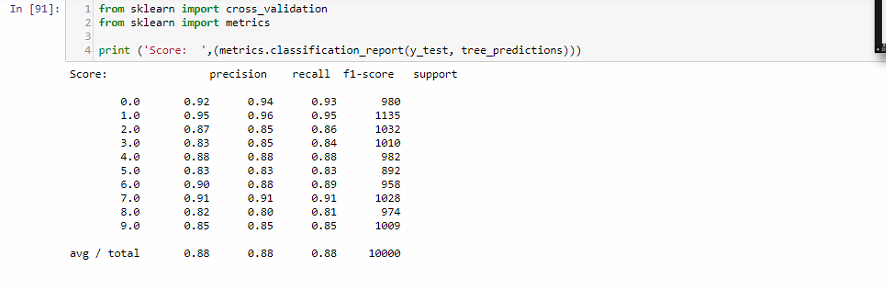 In [91]:
1 from sklearn import cross_validation
2 from sklearn import metrics
3
4 print ('Score:  ',(metrics.classification_report(y_test, tree_predictions)))
Score:                precision    recall  f1-score   support

        0.0       0.92      0.94      0.93       980
        1.0       0.95      0.96      0.95      1135
        2.0       0.87      0.85      0.86      1032
        3.0       0.83      0.85      0.84      1010
        4.0       0.88      0.88      0.88       982
        5.0       0.83      0.83      0.83       892
        6.0       0.90      0.88      0.89       958
        7.0       0.91      0.91      0.91      1028
        8.0       0.82      0.80      0.81       974
        9.0       0.85      0.85      0.85      1009

avg / total       0.88      0.88      0.88     10000